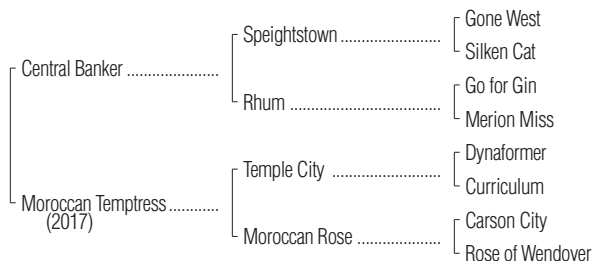 Gone West
Speightstown
Silken Cat
Central Banker
Go for Gin
Rhum
Merion Miss
Dynaformer
Temple City
Curriculum
Moroccan Temptress
(2017)
Carson City
Moroccan Rose
Rose of Wendover